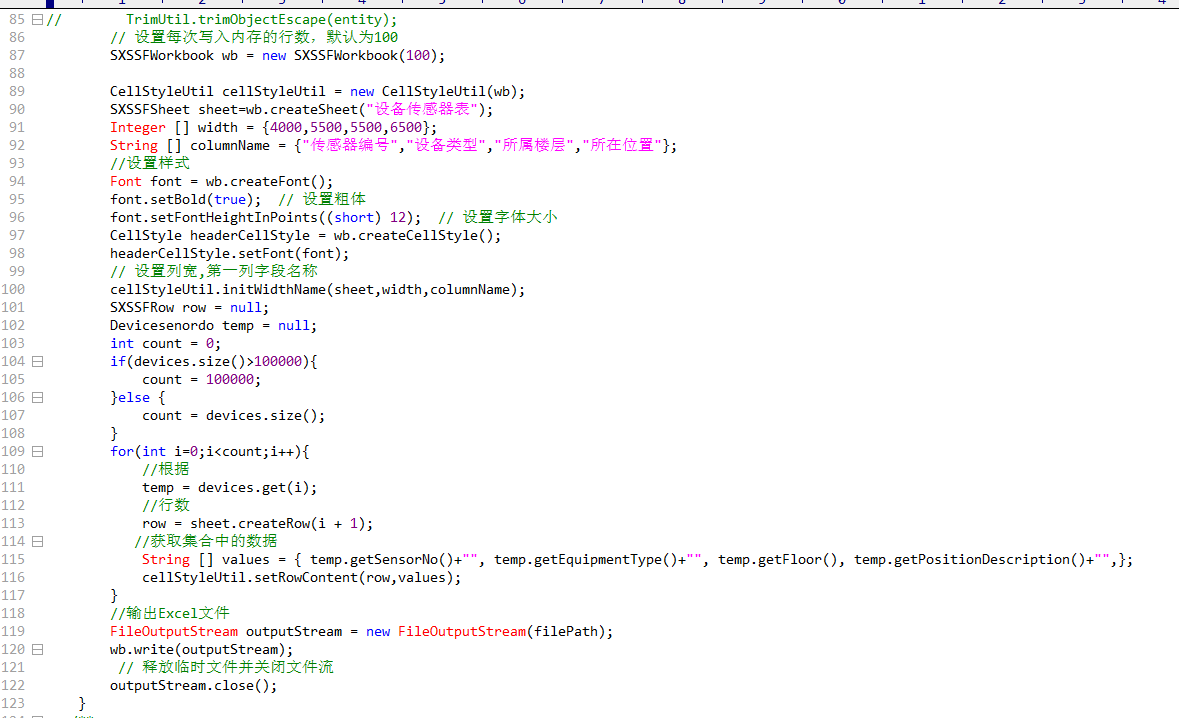 85 //        TrimUtil.trimObjectEscape(entity);
86         // 设置每次写入内存的行数，默认为100
87         SXSSFWorkbook wb = new SXSSFWorkbook(100);
88
89         CellStyleUtil cellStyleUtil = new CellStyleUtil(wb);
90         SXSSFSheet sheet=wb.createSheet("设备传感器表");
91         Integer [] width = {4000,5500,5500,6500};
92         String [] columnName = {"传感器编号","设备类型","所属楼层","所在位置"};
93         //设置样式
94         Font font = wb.createFont();
95         font.setBold(true);  // 设置粗体
96         font.setFontHeightInPoints((short) 12);  // 设置字体大小
97         CellStyle headerCellStyle = wb.createCellStyle();
98         headerCellStyle.setFont(font);
99         // 设置列宽,第一列字段名称
100         cellStyleUtil.initWidthName(sheet,width,columnName);
101         SXSSFRow row = null;
102         Devicesenordo temp = null;
103         int count = 0;
104         if(devices.size()>100000){
105             count = 100000;
106         }else {
107             count = devices.size();
108         }
109         for(int i=0;i<count;i++){
110             //根据
111             temp = devices.get(i);
112             //行数
113             row = sheet.createRow(i + 1);
114            //获取集合中的数据
115             String [] values = { temp.getSensorNo()+"", temp.getEquipmentType()+"", temp.getFloor(), temp.getPositionDescription()+"",};
116             cellStyleUtil.setRowContent(row,values);
117         }
118         //输出Excel文件
119         FileOutputStream outputStream = new FileOutputStream(filePath);
120         wb.write(outputStream);
121          // 释放临时文件并关闭文件流
122         outputStream.close();
123     }